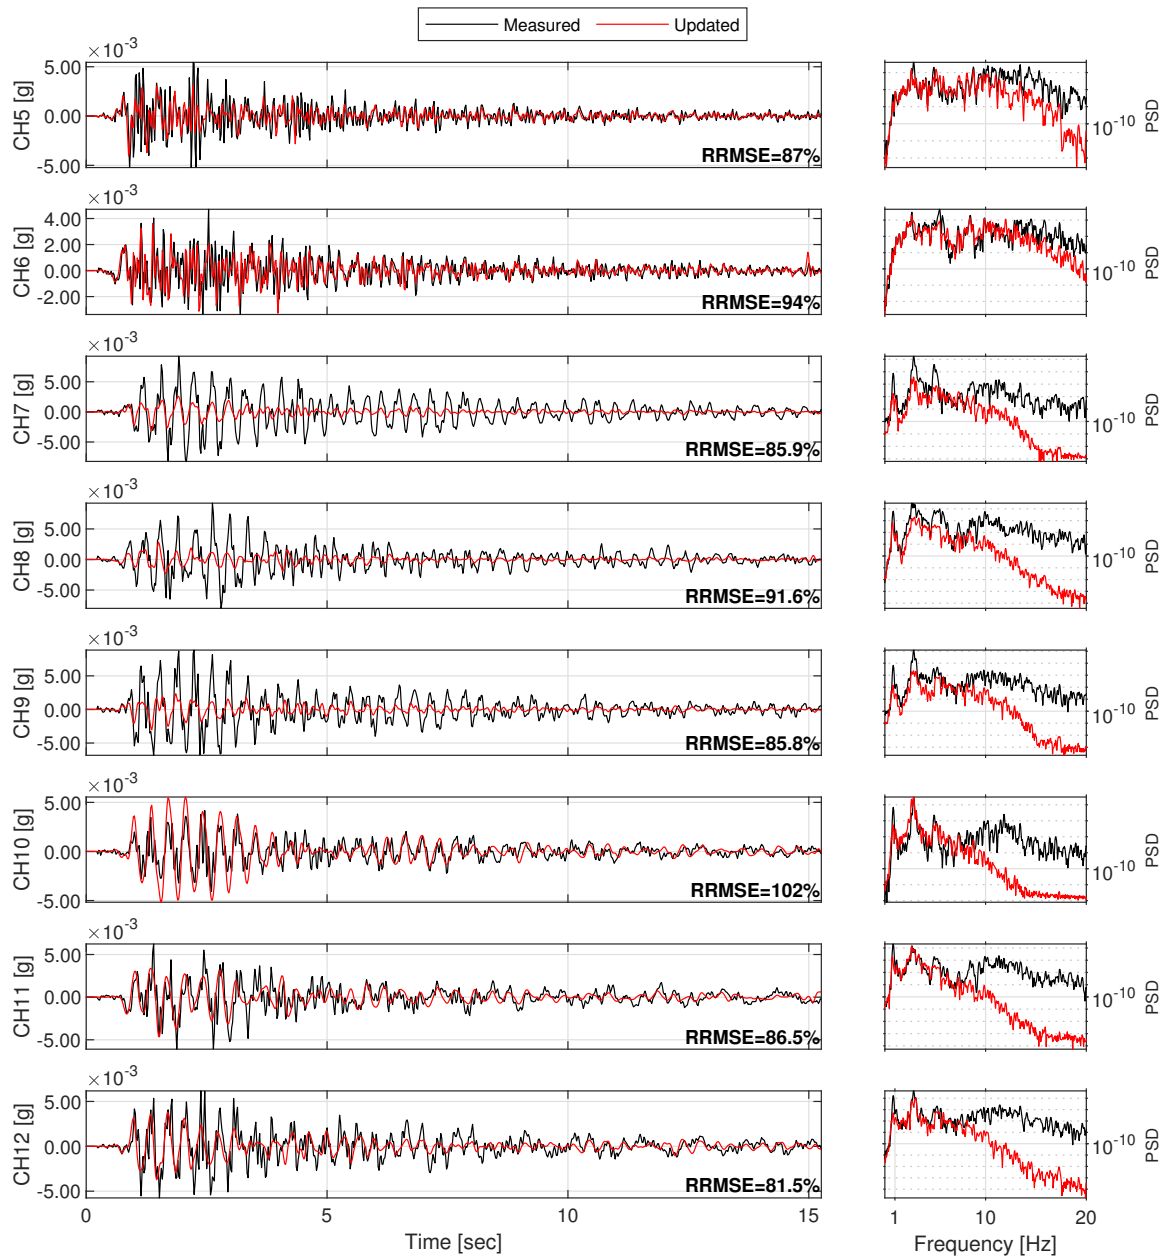 Measured Updated
×10-3
5.00
0.00
-5.00
CH5 [g]
RRMSE=87%
10-10
PSD
×10-3
4.00
2.00
0.00
-2.00
CH6 [g]
RRMSE=94%
10-10
PSD
×10-3
5.00
0.00
-5.00
CH7 [g]
RRMSE=85.9%
10-10
PSD
×10-3
5.00
0.00
-5.00
CH8 [g]
RRMSE=91.6%
10-10
PSD
×10-3
5.00
0.00
-5.00
CH9 [g]
RRMSE=85.8%
10-10
PSD
×10-3
5.00
0.00
-5.00
CH10 [g]
RRMSE=102%
10-10
PSD
×10-3
5.00
0.00
-5.00
CH11 [g]
RRMSE=86.5%
10-10
PSD
×10-3
5.00
0.00
-5.00
CH12 [g]
RRMSE=81.5%
10-10
PSD
0 5 10 15
Time [sec]
1 10 20
Frequency [Hz]